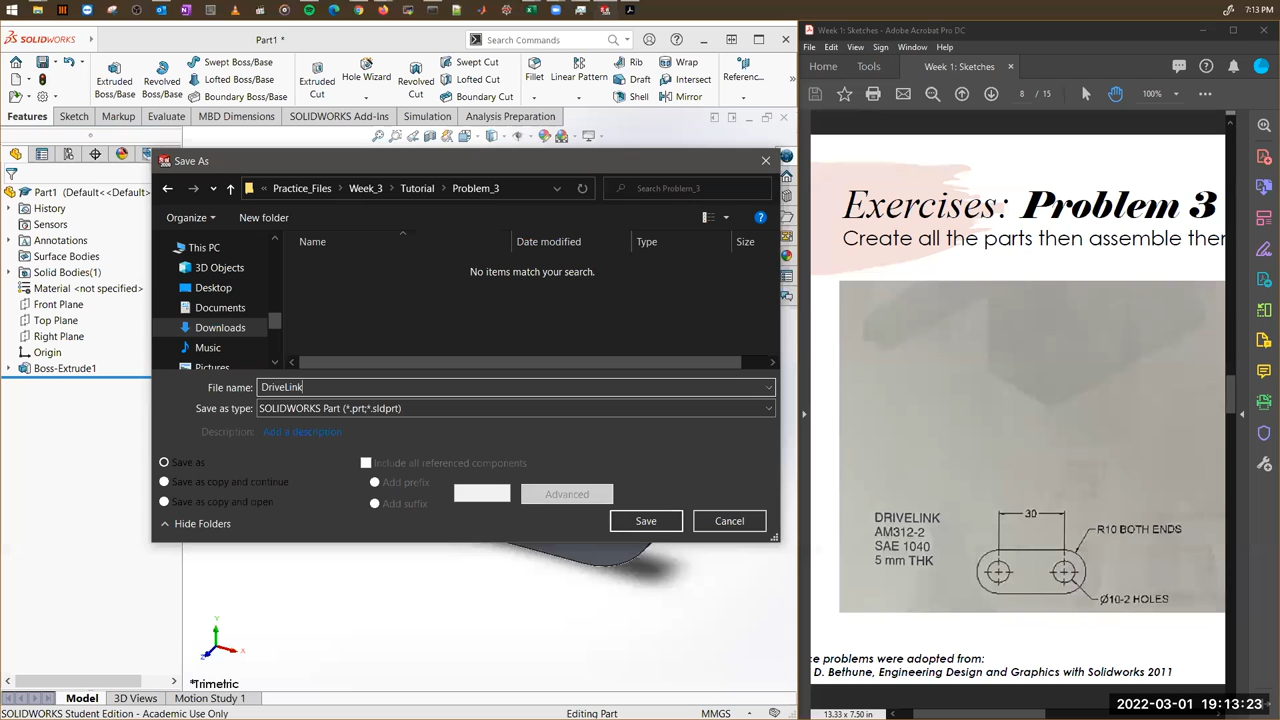 7:13 PM
SOLIDWORKS
Part1 *
Search Commands
Extruded Boss/Base
Revolved Boss/Base
Swept Boss/Base
Lofted Boss/Base
Boundary Boss/Base
Extruded Cut
Hole Wizard
Revolved Cut
Swept Cut
Lofted Cut
Boundary Cut
Fillet
Linear Pattern
Rib
Draft
Shell
Wrap
Intersect
Mirror
Referenc...
Features Sketch Markup Evaluate MBD Dimensions SOLIDWORKS Add-Ins Simulation Analysis Preparation
Part1 (Default<<Default>
History
Sensors
Annotations
Surface Bodies
Solid Bodies(1)
Material <not specified>
Front Plane
Top Plane
Right Plane
Origin
Boss-Extrude1
Save As
« Practice_Files › Week_3 › Tutorial › Problem_3
Search Problem_3
Organize New folder
This PC
3D Objects
Desktop
Documents
Downloads
Music
Pictures
Name Date modified Type Size
No items match your search.
File name: DriveLink
Save as type: SOLIDWORKS Part (*.prt;*.sldprt)
Description: Add a description
Save as
Save as copy and continue
Save as copy and open
Include all referenced components
Add prefix
Add suffix
Advanced
Hide Folders
Save Cancel
*Trimetric
Model 3D Views Motion Study 1
SOLIDWORKS Student Edition - Academic Use Only Editing Part MMGS
Week 1: Sketches - Adobe Acrobat Pro DC
File Edit View Sign Window Help
Home Tools Week 1: Sketches ×
8 / 15 100%
Exercises: Problem 3
Create all the parts then assemble ther
DRIVELINK
AM312-2
SAE 1040
5 mm THK
30
R10 BOTH ENDS
Ø10-2 HOLES
ce problems were adopted from:
D. Bethune, Engineering Design and Graphics with Solidworks 2011
13.33 x 7.50 in
2022-03-01 19:13:23